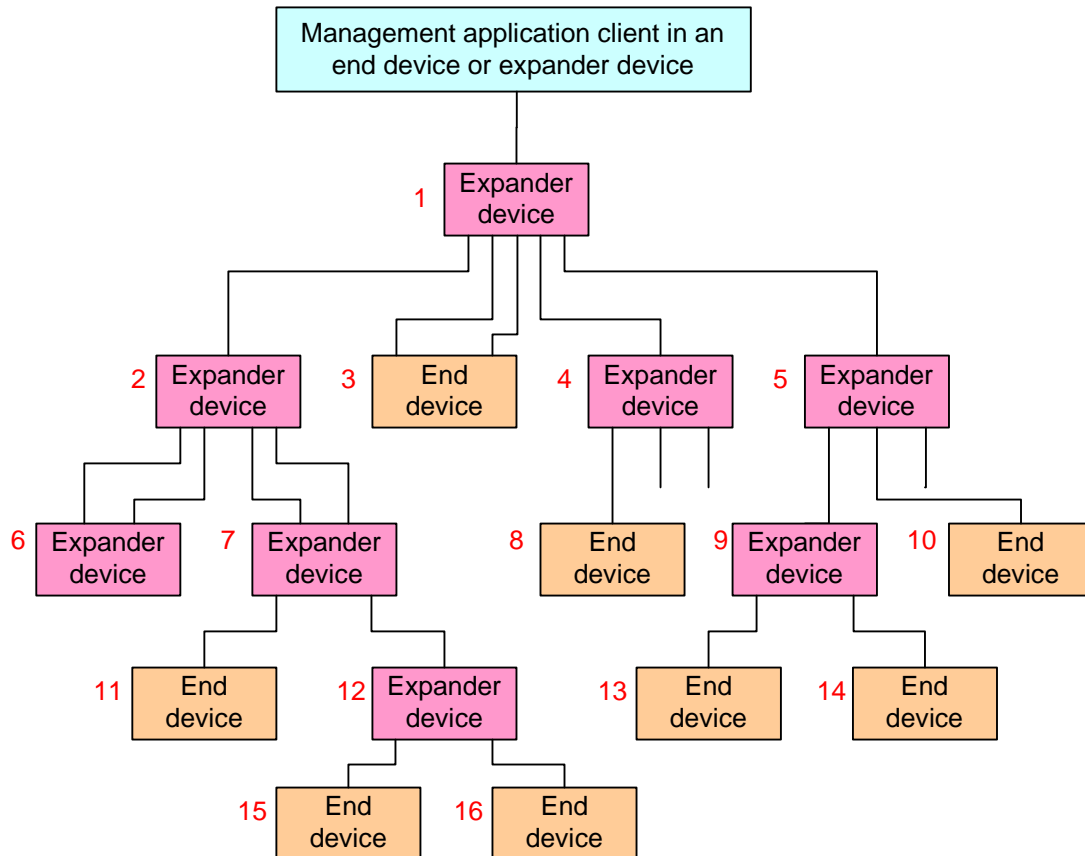 Management application client in an
end device or expander device
1
Expander
device
2
Expander
device
3
End
device
4
Expander
device
5
Expander
device
6
Expander
device
7
Expander
device
8
End
device
9
Expander
device
10
End
device
11
End
device
12
Expander
device
13
End
device
14
End
device
15
End
device
16
End
device